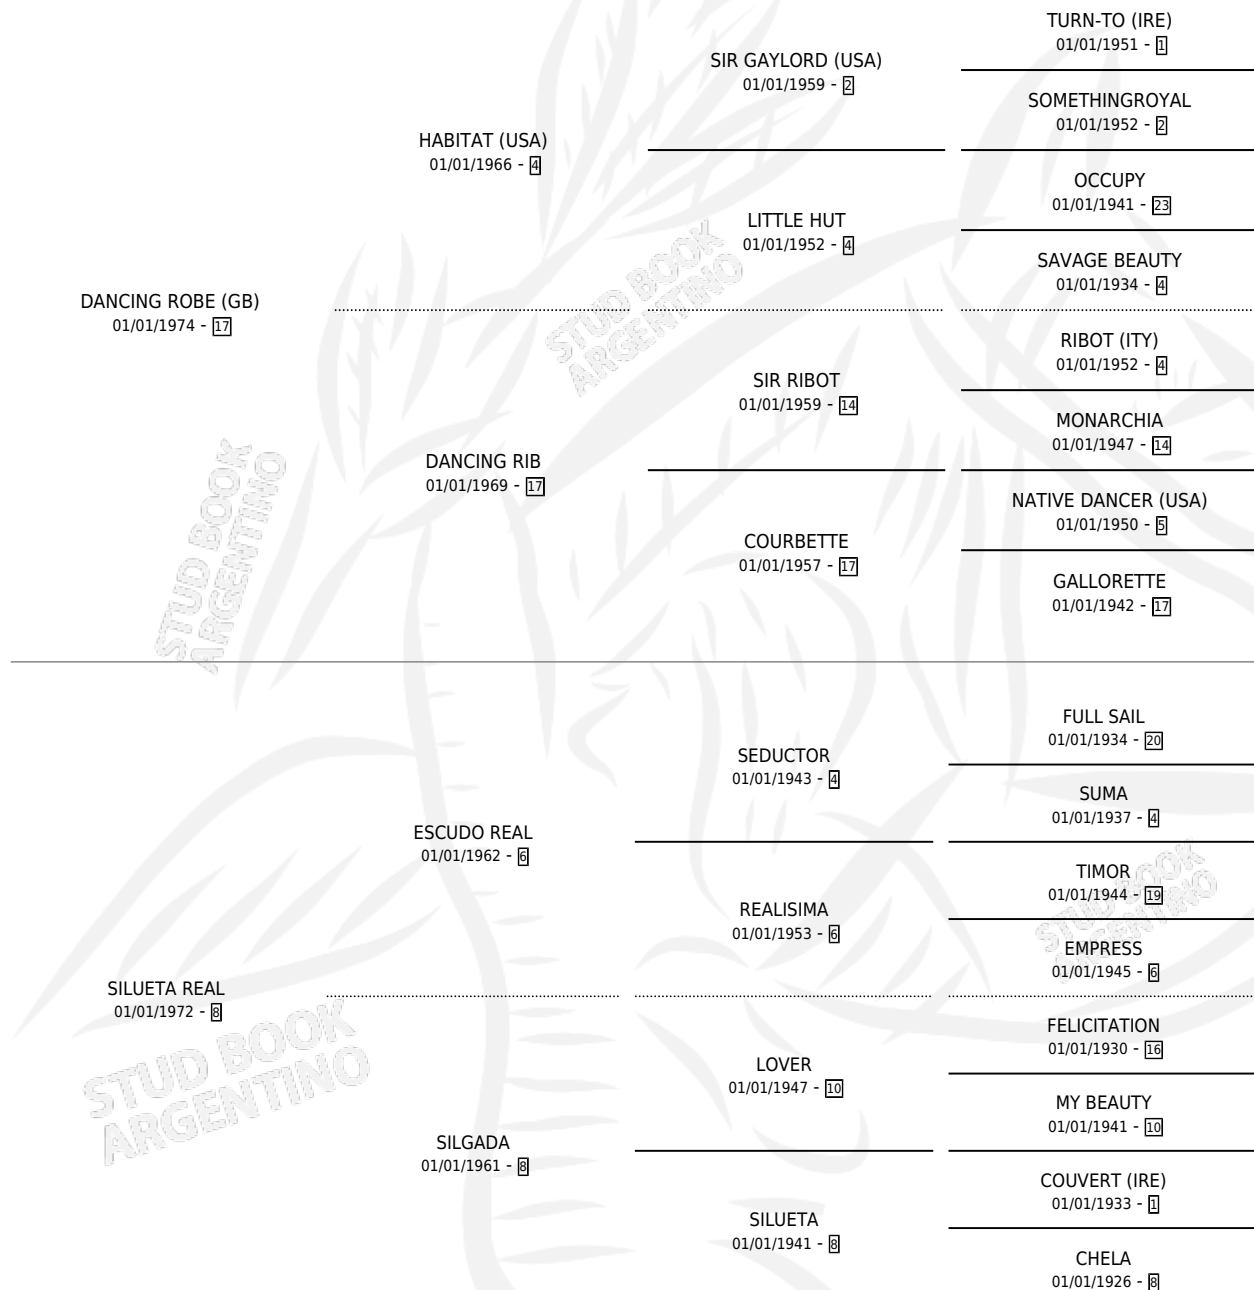 TURN-TO (IRE)
01/01/1951 - 1
SIR GAYLORD (USA)
01/01/1959 - 2
SOMETHINGROYAL
01/01/1952 - 2
HABITAT (USA)
01/01/1966 - 4
OCCUPY
01/01/1941 - 23
LITTLE HUT
01/01/1952 - 4
SAVAGE BEAUTY
01/01/1934 - 4
DANCING ROBE (GB)
01/01/1974 - 17
RIBOT (ITY)
01/01/1952 - 4
SIR RIBOT
01/01/1959 - 14
MONARCHIA
01/01/1947 - 14
DANCING RIB
01/01/1969 - 17
NATIVE DANCER (USA)
01/01/1950 - 5
COURBETTE
01/01/1957 - 17
GALLORETTE
01/01/1942 - 17
FULL SAIL
01/01/1934 - 20
SEDUCTOR
01/01/1943 - 4
SUMA
01/01/1937 - 4
ESCUDO REAL
01/01/1962 - 6
TIMOR
01/01/1944 - 19
REALISIMA
01/01/1953 - 6
EMPRESS
01/01/1945 - 6
SILUETA REAL
01/01/1972 - 8
FELICITATION
01/01/1930 - 16
LOVER
01/01/1947 - 10
MY BEAUTY
01/01/1941 - 10
SILGADA
01/01/1961 - 8
COUVERT (IRE)
01/01/1933 - 1
SILUETA
01/01/1941 - 8
CHELA
01/01/1926 - 8
STUD BOOK
ARGENTINO
STUD BOOK
ARGENTINO
STUD BOOK
ARGENTINO
STUD BOOK
ARGENTINO